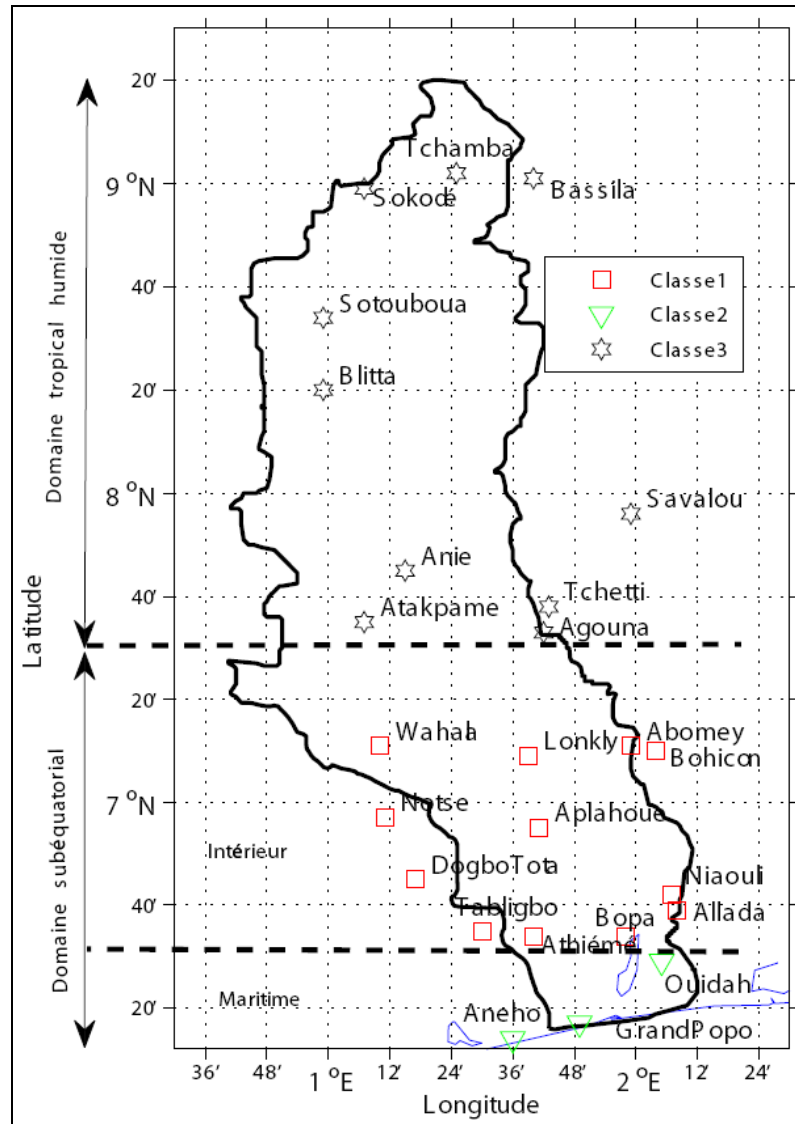 20′
Tchamba
9 °N
Sokodé
Bassila
40′
Classe1
Sotouboua
Classe2
Classe3
Blitta
20′
Domaine tropical humide
8 °N
Savalou
Anie
Tchetti
40′
Atakpame
Agouna
Latitude
20′
Wahala
Lonkly
Abomey
Bohicon
7 °N
Notse
Aplahoue
Intérieur
DogboTota
Niaouli
Domaine subéquatorial
40′
Tabligbo
Bopa
Allada
Athiémé
Ouidah
Maritime
20′
Aneho
GrandPopo
36′ 48′ 1 °E 12′ 24′ 36′ 48′ 2 °E 12′ 24′
Longitude